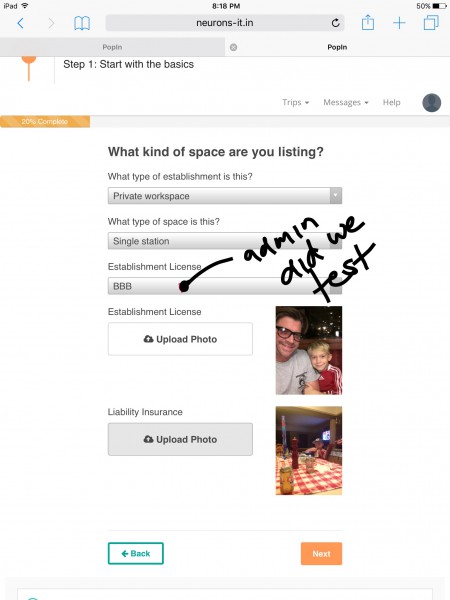 iPad 8:18 PM 50%
neurons-it.in
PopIn PopIn
Step 1: Start with the basics
Trips Messages Help
20% Complete
What kind of space are you listing?
What type of establishment is this?
Private workspace
What type of space is this?
Single station
admin
did we
test
Establishment License
BBB
Establishment License
Upload Photo
Liability Insurance
Upload Photo
Back Next